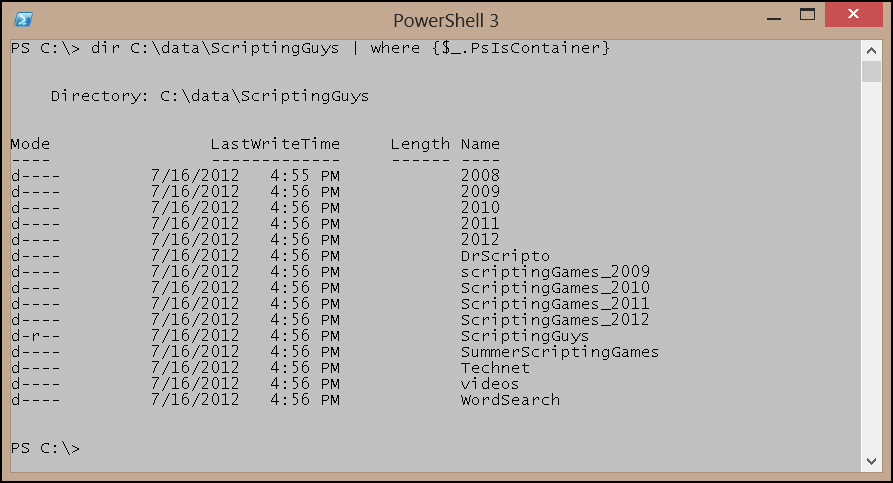 PowerShell 3
PS C:\> dir C:\data\ScriptingGuys | where {$_.PsIsContainer}
    Directory: C:\data\ScriptingGuys
Mode                LastWriteTime     Length Name
----                -------------     ------ ----
d----         7/16/2012   4:55 PM            2008
d----         7/16/2012   4:56 PM            2009
d----         7/16/2012   4:56 PM            2010
d----         7/16/2012   4:56 PM            2011
d----         7/16/2012   4:56 PM            2012
d----         7/16/2012   4:56 PM            DrScripto
d----         7/16/2012   4:56 PM            scriptingGames_2009
d----         7/16/2012   4:56 PM            ScriptingGames_2010
d----         7/16/2012   4:56 PM            ScriptingGames_2011
d----         7/16/2012   4:56 PM            ScriptingGames_2012
d-r--         7/16/2012   4:56 PM            ScriptingGuys
d----         7/16/2012   4:56 PM            SummerScriptingGames
d----         7/16/2012   4:56 PM            Technet
d----         7/16/2012   4:56 PM            videos
d----         7/16/2012   4:56 PM            WordSearch
PS C:\>